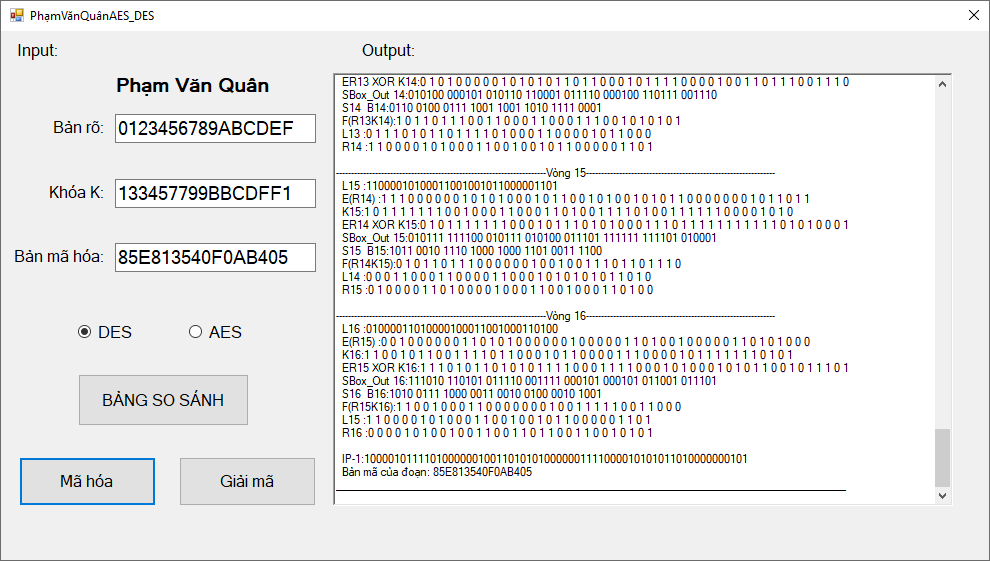 PhạmVănQuânAES_DES
Input:
Output:
Phạm Văn Quân
Bản rõ: 0123456789ABCDEF
Khóa K: 133457799BBCDFF1
Bản mã hóa: 85E813540F0AB405
DES AES
BẢNG SO SÁNH
Mã hóa Giải mã
ER13 XOR K14:0 1 0 1 0 0 0 0 0 1 0 1 0 1 0 1 1 0 1 1 0 0 0 1 0 1 1 1 1 0 0 0 0 1 0 0 1 1 0 1 1 1 0 0 1 1 1 0
SBox_Out 14:010100 000101 010110 110001 011110 000100 110111 001110
S14 B14:0110 0100 0111 1001 1001 1010 1111 0001
F(R13K14):1 0 1 1 0 1 1 1 0 0 1 1 0 0 0 1 1 0 0 0 1 1 1 0 0 1 0 1 0 1 0 1
L13 :0 1 1 1 0 1 0 1 1 0 1 1 1 1 0 1 0 0 0 1 1 0 0 0 0 1 0 1 1 0 0 0
R14 :1 1 0 0 0 0 1 0 1 0 0 0 1 1 0 0 1 0 0 1 0 1 1 0 0 0 0 0 1 1 0 1
------Vòng 15------
L15 :11000010100011001001011000001101
E(R14) :1 1 1 0 0 0 0 0 0 1 0 1 0 1 0 0 0 1 0 1 1 0 0 1 0 1 0 0 1 0 1 0 1 1 0 0 0 0 0 0 0 1 0 1 1 0 1 1
K15:1 0 1 1 1 1 1 1 1 0 0 1 0 0 0 1 1 0 0 0 1 1 0 1 0 0 1 1 1 1 0 1 0 0 1 1 1 1 1 1 0 0 0 0 1 0 1 0
ER14 XOR K15:0 1 0 1 1 1 1 1 1 1 0 0 0 1 0 1 1 1 0 1 0 1 0 0 0 1 1 1 0 1 1 1 1 1 1 1 1 1 1 1 0 1 0 1 0 0 0 1
SBox_Out 15:010111 111100 010111 010100 011101 111111 111101 010001
S15 B15:1011 0010 1110 1000 1000 1101 0011 1100
F(R14K15):0 1 0 1 1 0 1 1 1 0 0 0 0 0 0 1 0 0 1 0 0 1 1 1 0 1 1 0 1 1 1 0
L14 :0 0 0 1 1 0 0 0 1 1 0 0 0 0 1 1 0 0 0 1 0 1 0 1 0 1 0 1 1 0 1 0
R15 :0 1 0 0 0 0 1 1 0 1 0 0 0 0 1 0 0 0 1 1 0 0 1 0 0 0 1 1 0 1 0 0
------Vòng 16------
L16 :01000011010000100011001000110100
E(R15) :0 0 1 0 0 0 0 0 0 1 1 0 1 0 1 0 0 0 0 0 0 1 0 0 0 0 0 1 1 0 1 0 0 1 0 0 0 0 0 1 1 0 1 0 1 0 0 0
K16:1 1 0 0 1 0 1 1 0 0 1 1 1 1 0 1 1 0 0 0 1 0 1 1 0 0 0 0 1 1 1 0 0 0 0 1 0 1 1 1 1 1 1 1 0 1 0 1
ER15 XOR K16:1 1 1 0 1 0 1 1 0 1 0 1 0 1 1 1 1 0 0 0 1 1 1 1 0 0 0 1 0 1 0 0 0 1 0 1 0 1 1 0 0 1 0 1 1 1 0 1
SBox_Out 16:111010 110101 011110 001111 000101 000101 011001 011101
S16 B16:1010 0111 1000 0011 0010 0100 0010 1001
F(R15K16):1 1 0 0 1 0 0 0 1 1 0 0 0 0 0 0 0 1 0 0 1 1 1 1 1 0 0 1 1 0 0 0
L15 :1 1 0 0 0 0 1 0 1 0 0 0 1 1 0 0 1 0 0 1 0 1 1 0 0 0 0 0 1 1 0 1
R16 :0 0 0 0 1 0 1 0 0 1 0 0 1 1 0 0 1 1 0 1 1 0 0 1 1 0 0 1 0 1 0 1
IP-1:1000010111101000000100110101010000001111000010101011010000000101
Bản mã của đoạn: 85E813540F0AB405